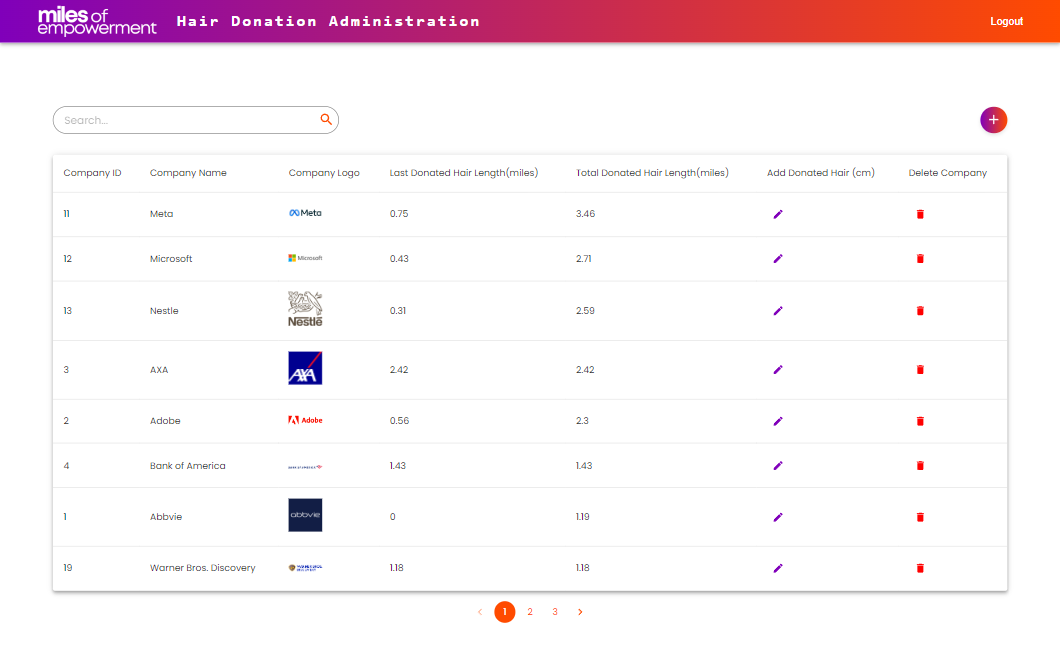 miles of
empowerment
Hair Donation Administration
Logout
Search...
+
Company ID Company Name Company Logo Last Donated Hair Length(miles) Total Donated Hair Length(miles) Add Donated Hair (cm) Delete Company
11 Meta Meta 0.75 3.46
12 Microsoft Microsoft 0.43 2.71
13 Nestle Nestlé 0.31 2.59
3 AXA AXA 2.42 2.42
2 Adobe Adobe 0.56 2.3
4 Bank of America BANK OF AMERICA 1.43 1.43
1 Abbvie abbvie 0 1.19
19 Warner Bros. Discovery 1.18 1.18
‹ 1 2 3 ›